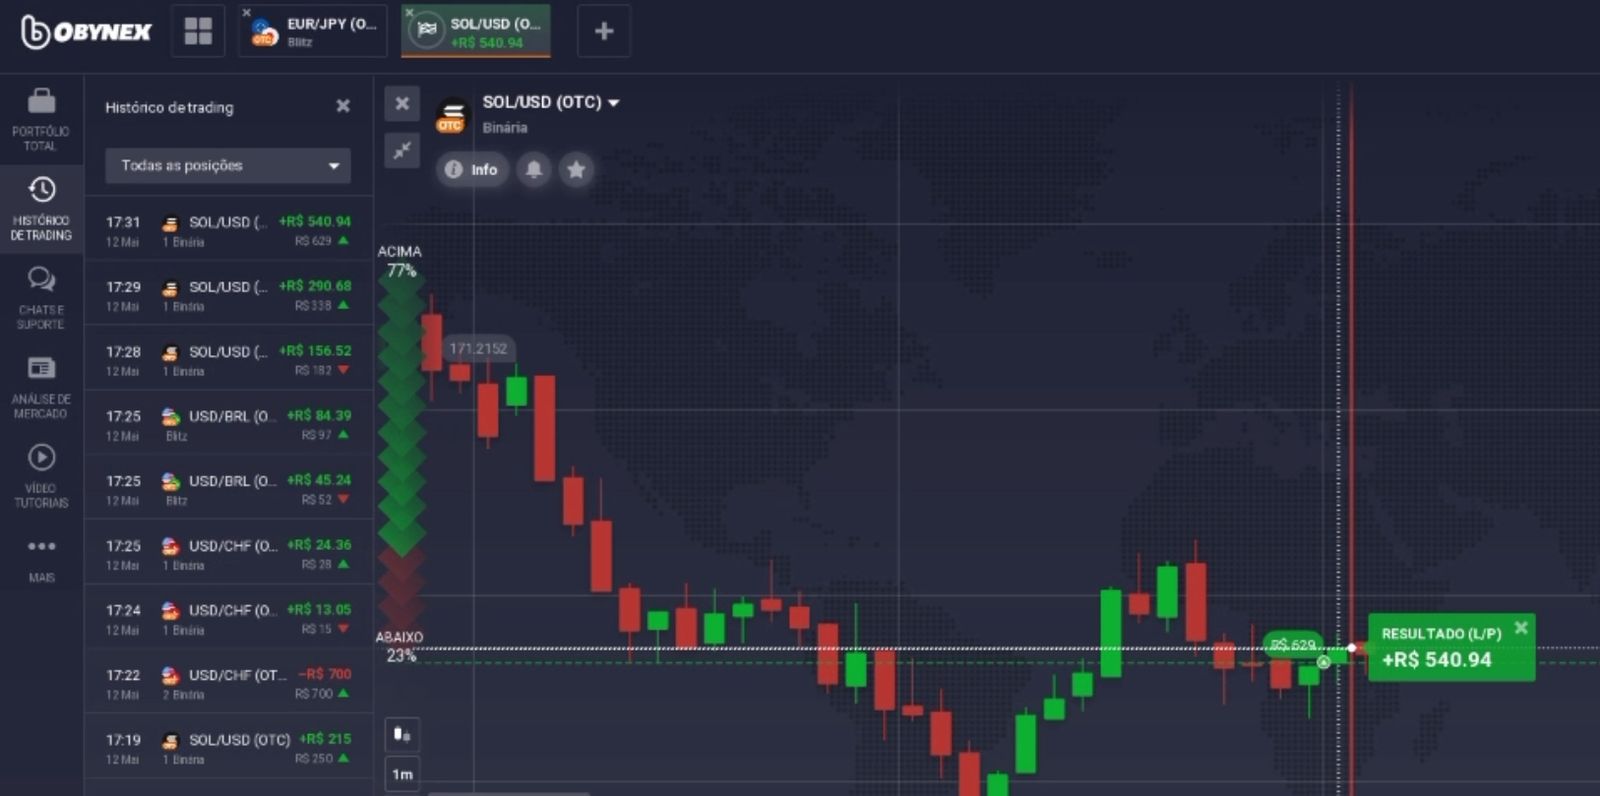 OBYNEX
EUR/JPY (O...
Blitz
SOL/USD (O...
+R$ 540.94
PORTFÓLIO
TOTAL
HISTÓRICO
DE TRADING
CHATS E
SUPORTE
ANÁLISE DE
MERCADO
VÍDEO
TUTORIAIS
MAIS
Histórico de trading
Todas as posições
17:31 SOL/USD (... +R$ 540.94
12 Mai 1 Binária R$ 629
17:29 SOL/USD (... +R$ 290.68
12 Mai 1 Binária R$ 338
17:28 SOL/USD (... +R$ 156.52
12 Mai 1 Binária R$ 182
17:25 USD/BRL (O... +R$ 84.39
12 Mai Blitz R$ 97
17:25 USD/BRL (O... +R$ 45.24
12 Mai Blitz R$ 52
17:25 USD/CHF (O... +R$ 24.36
12 Mai 1 Binária R$ 28
17:24 USD/CHF (O... +R$ 13.05
12 Mai 1 Binária R$ 15
17:22 USD/CHF (OT... −R$ 700
12 Mai 2 Binária R$ 700
17:19 SOL/USD (OTC) +R$ 215
12 Mai 1 Binária R$ 250
OTC
SOL/USD (OTC)
Binária
Info
ACIMA
77%
171.2152
ABAIXO
23%
R$ 629
RESULTADO (L/P)
+R$ 540.94
1m